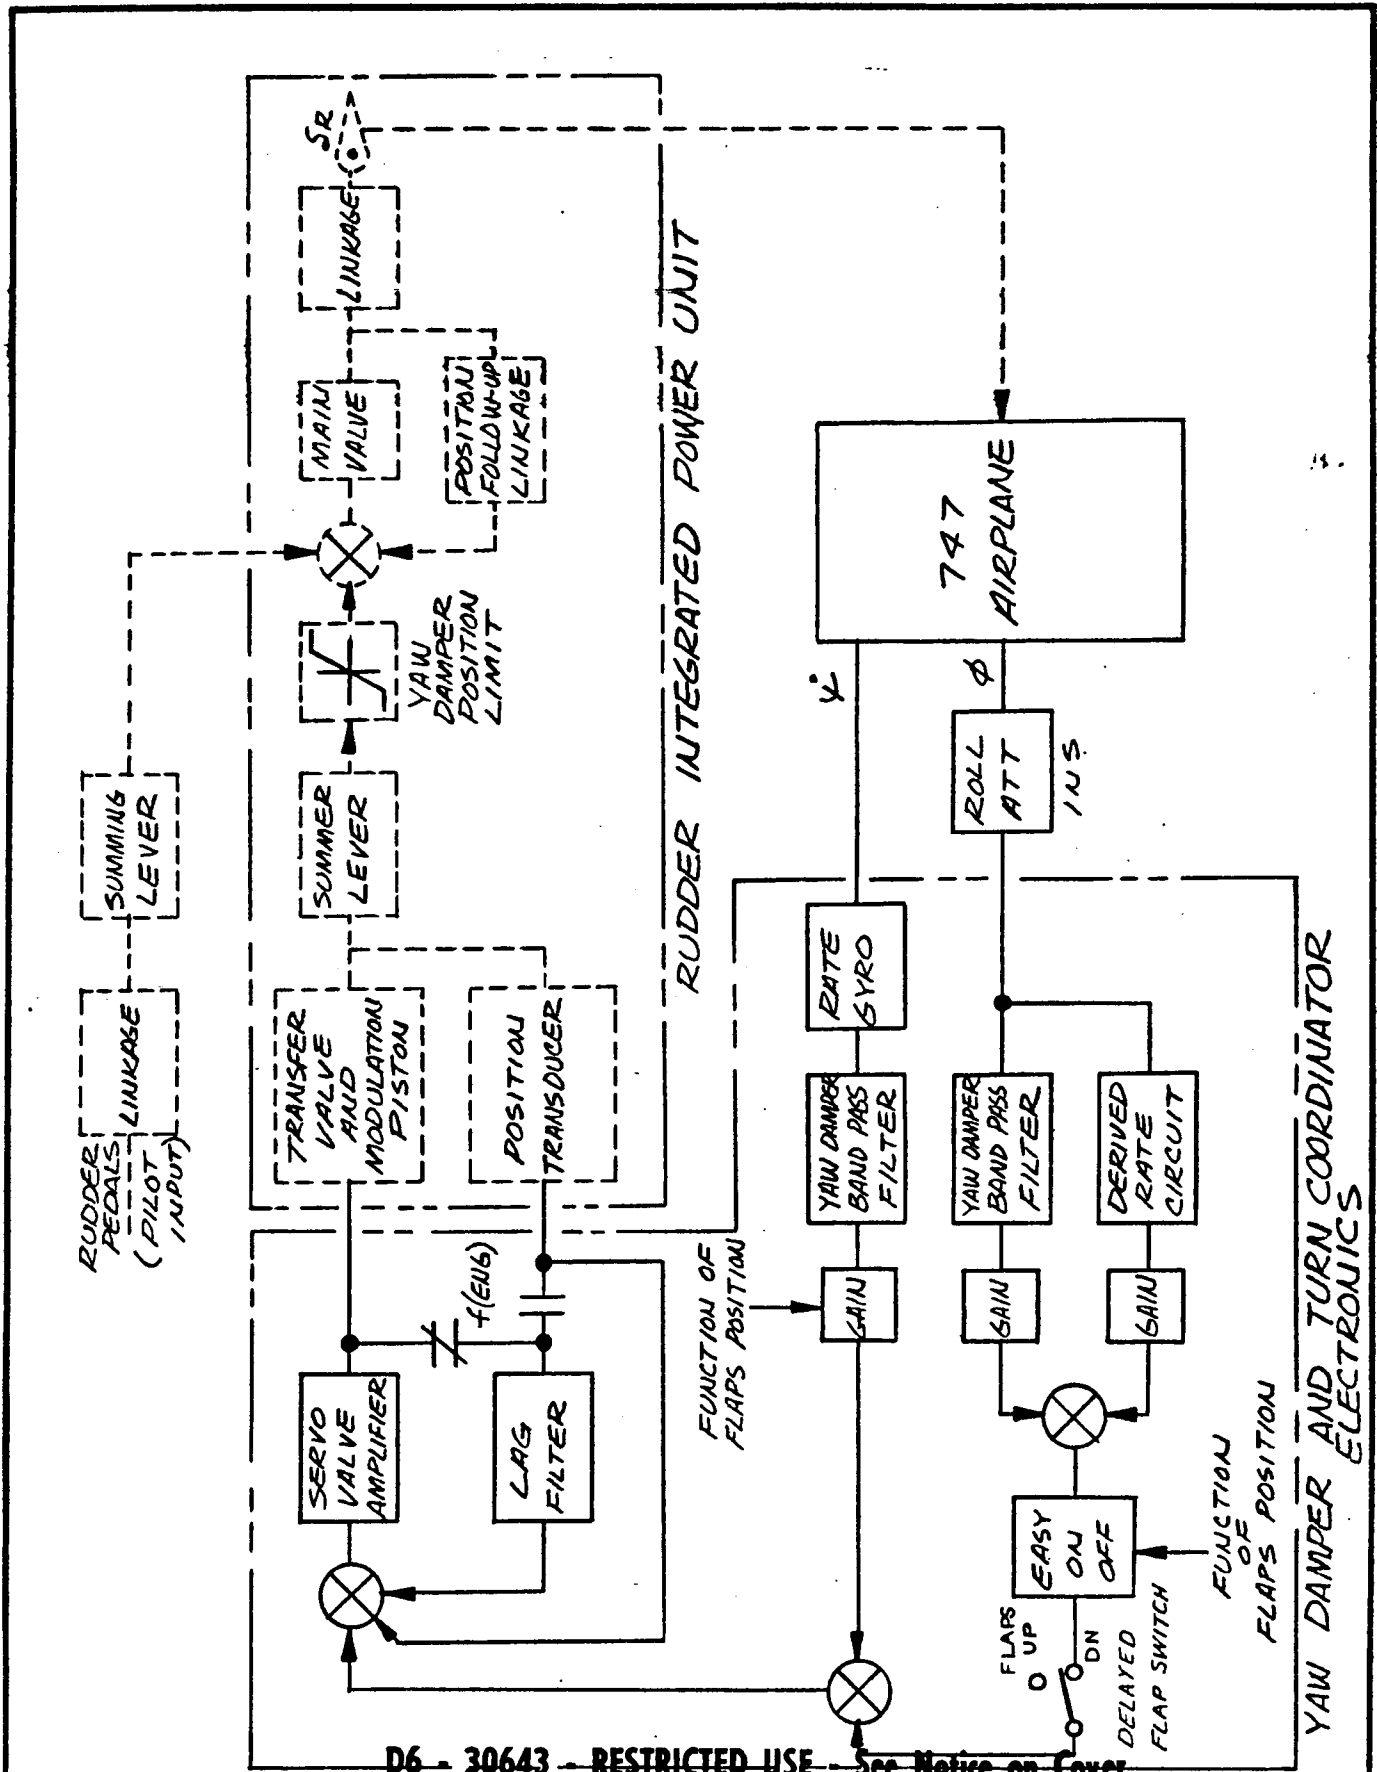 RUDDER
PEDALS
(PILOT
INPUT)
LINKAGE
SUMMING
LEVER
SERVO
VALVE
AMPLIFIER
LAG
FILTER
f(ENG)
TRANSFER
VALVE
AND
MODULATION
PISTON
POSITION
TRANSDUCER
SUMMER
LEVER
YAW
DAMPER
POSITION
LIMIT
MAIN
VALVE
POSITION
FOLLOW-UP
LINKAGE
LINKAGE
δR
RUDDER INTEGRATED POWER UNIT
FUNCTION OF
FLAPS POSITION
GAIN
YAW DAMPER
BAND PASS
FILTER
RATE
GYRO
ψ̇
747
AIRPLANE
FLAPS
UP
DN
DELAYED
FLAP SWITCH
EASY
ON
OFF
FUNCTION
OF
FLAPS POSITION
GAIN
YAW DAMPER
BAND PASS
FILTER
GAIN
DERIVED
RATE
CIRCUIT
ROLL
ATT
INS.
ϕ
YAW DAMPER AND TURN COORDINATOR
ELECTRONICS
D6 - 30643 - RESTRICTED USE - See Notice on Cover